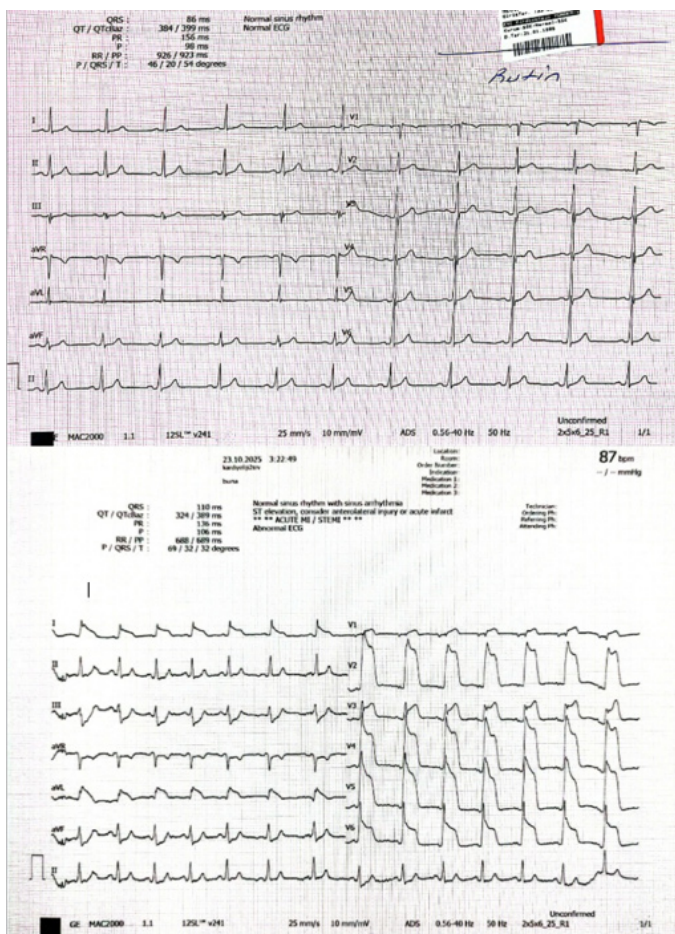 QRS : 86 ms
QT / QTcBaz : 384 / 399 ms
PR : 156 ms
P : 98 ms
RR / PP : 926 / 923 ms
P / QRS / T : 46 / 20 / 54 degrees
Normal sinus rhythm
Normal ECG
Rutin
I V1
II V2
III V3
aVR V4
aVL V5
aVF V6
II
MAC2000 1.1 12SL™ v241 25 mm/s 10 mm/mV ADS 0.56-40 Hz 50 Hz 2x5x6_25_R1 1/1
Unconfirmed
23.10.2025 3:22:49
Location:
Room:
Order Number:
Indication:
Medication 1:
Medication 2:
Medication 3:
87 bpm
-- / -- mmHg
QRS : 110 ms
QT / QTcBaz : 324 / 389 ms
PR : 136 ms
P : 106 ms
RR / PP : 688 / 689 ms
P / QRS / T : 69 / 32 / 32 degrees
Normal sinus rhythm with sinus arrhythmia
ST elevation, consider anterolateral injury or acute infarct
** ** ACUTE MI / STEMI ** **
Abnormal ECG
Technician:
Ordering Ph:
Referring Ph:
Attending Ph:
I V1
II V2
III V3
aVR V4
aVL V5
aVF V6
II
GE MAC2000 1.1 12SL™ v241 25 mm/s 10 mm/mV ADS 0.56-40 Hz 50 Hz 2x5x6_25_R1 1/1
Unconfirmed